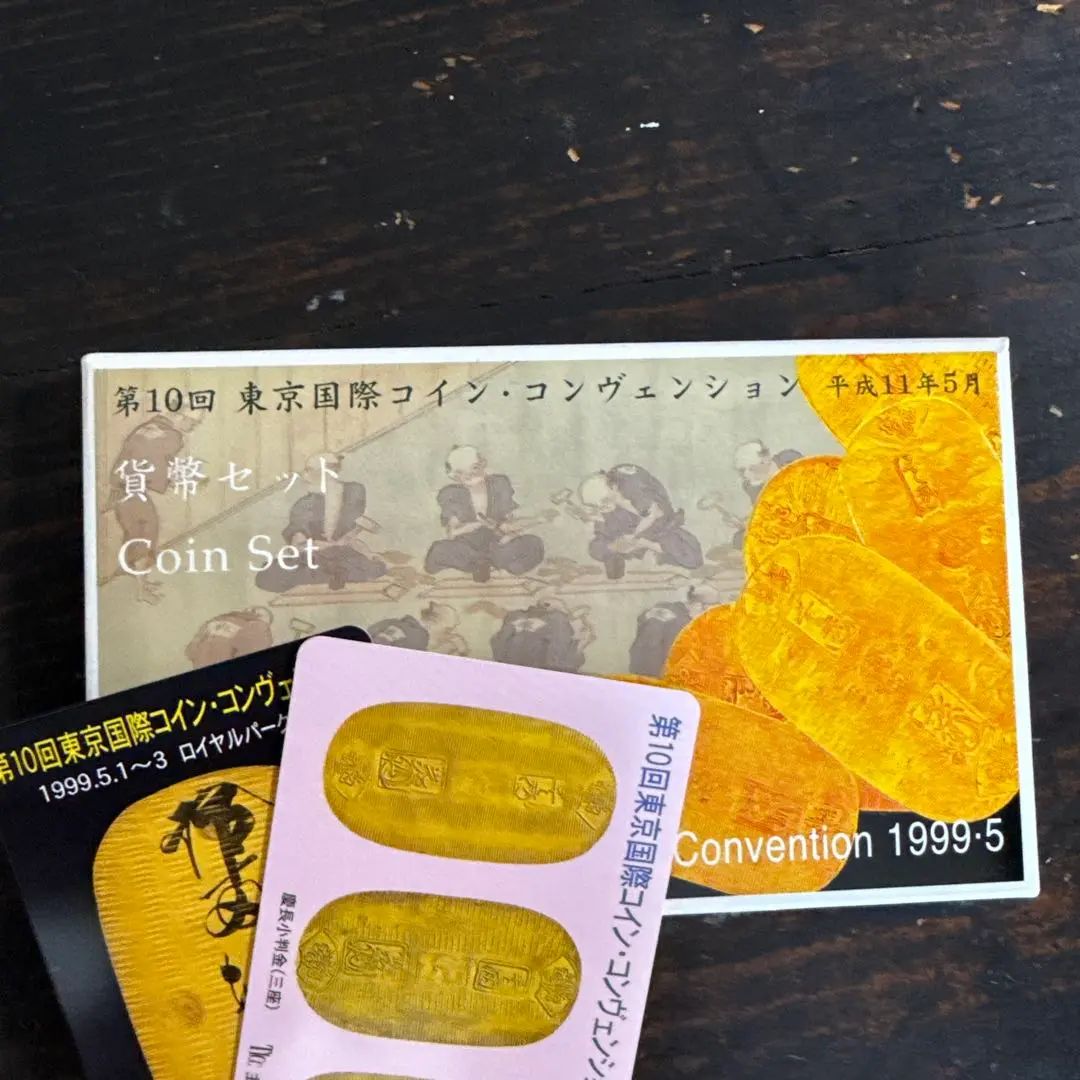 第10回 東京国際コイン・コンヴェンション 平成11年5月
貨幣セット
Coin Set
Convention 1999・5
第10回東京国際コイン・コンヴェ
1999.5.1〜3 ロイヤルパーク
第10回東京国際コイン・コンヴェンシ
慶長小判金(三座)